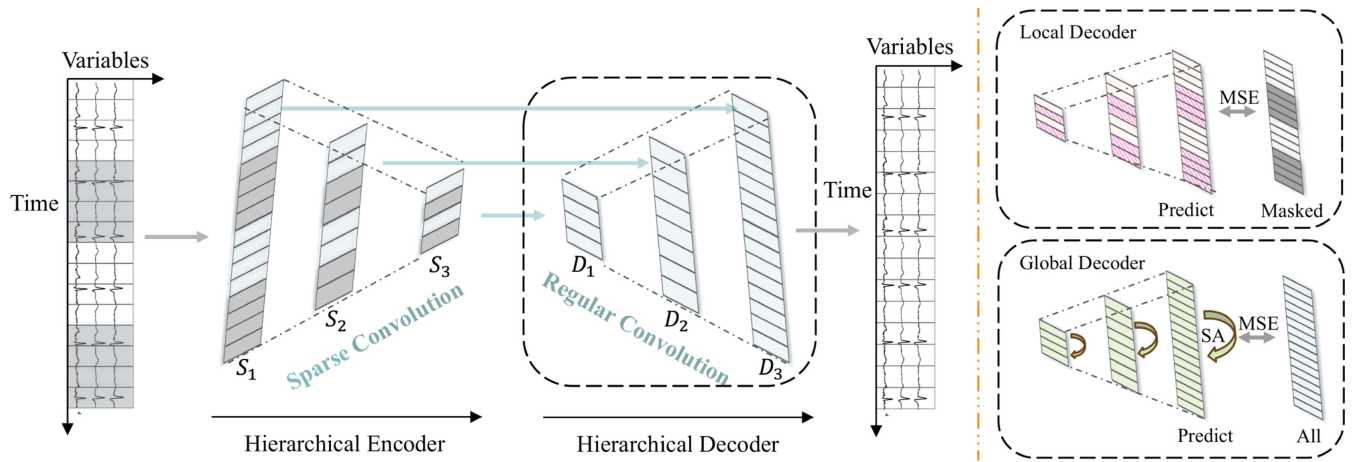 Variables
Time
S₁
S₂
S₃
Sparse Convolution
Hierarchical Encoder
D₁
D₂
D₃
Regular Convolution
Hierarchical Decoder
Variables
Time
Local Decoder
MSE
Predict
Masked
Global Decoder
SA
MSE
Predict
All